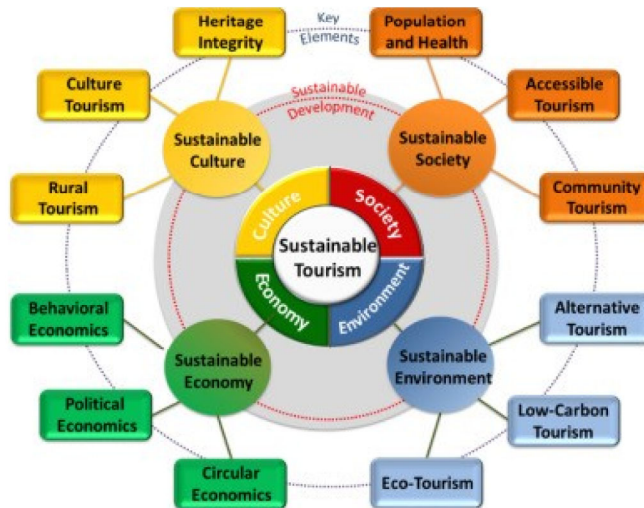 Heritage
Integrity
Key
Elements
Population
and Health
Culture
Tourism
Sustainable
Development
Accessible
Tourism
Sustainable
Culture
Sustainable
Society
Rural
Tourism
Culture
Society
Community
Tourism
Sustainable
Tourism
Economy
Environment
Behavioral
Economics
Alternative
Tourism
Sustainable
Economy
Sustainable
Environment
Political
Economics
Low-Carbon
Tourism
Circular
Economics
Eco-Tourism